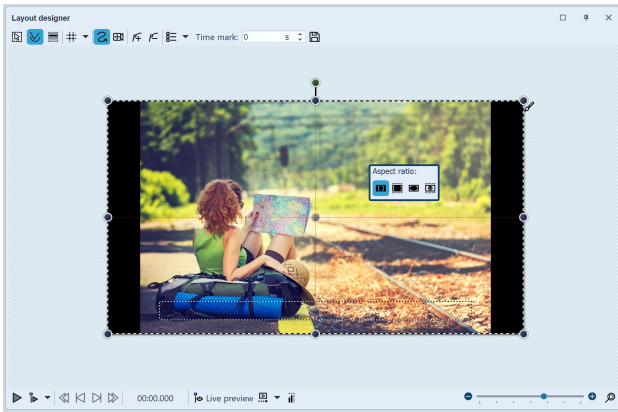 Layout designer
Time mark: 0 s
Aspect ratio:
00:00.000 Live preview